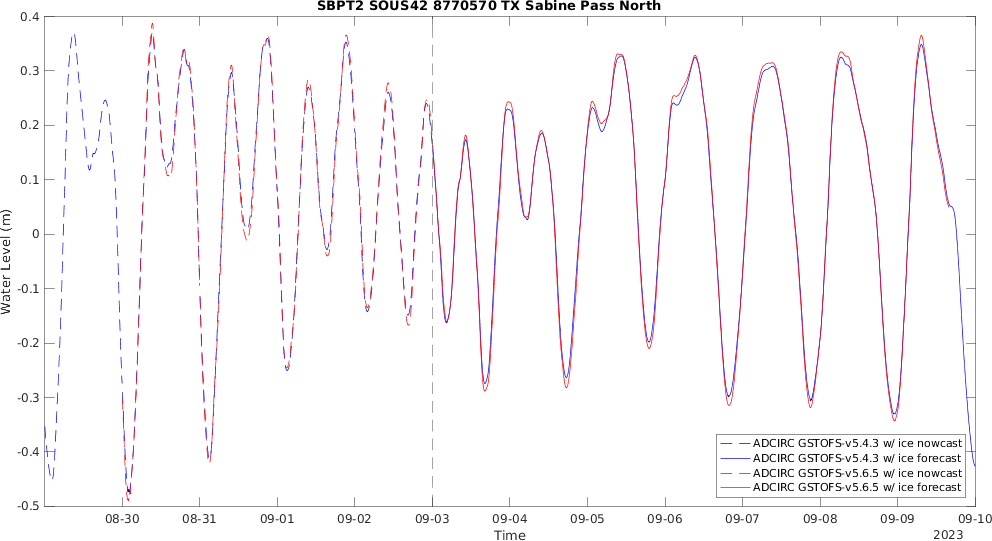 SBPT2 SOUS42 8770570 TX Sabine Pass North
0.4
0.3
0.2
0.1
0
-0.1
-0.2
-0.3
-0.4
-0.5
Water Level (m)
08-30 08-31 09-01 09-02 09-03 09-04 09-05 09-06 09-07 09-08 09-09 09-10
Time
2023
ADCIRC GSTOFS-v5.4.3 w/ ice nowcast
ADCIRC GSTOFS-v5.4.3 w/ ice forecast
ADCIRC GSTOFS-v5.6.5 w/ ice nowcast
ADCIRC GSTOFS-v5.6.5 w/ ice forecast